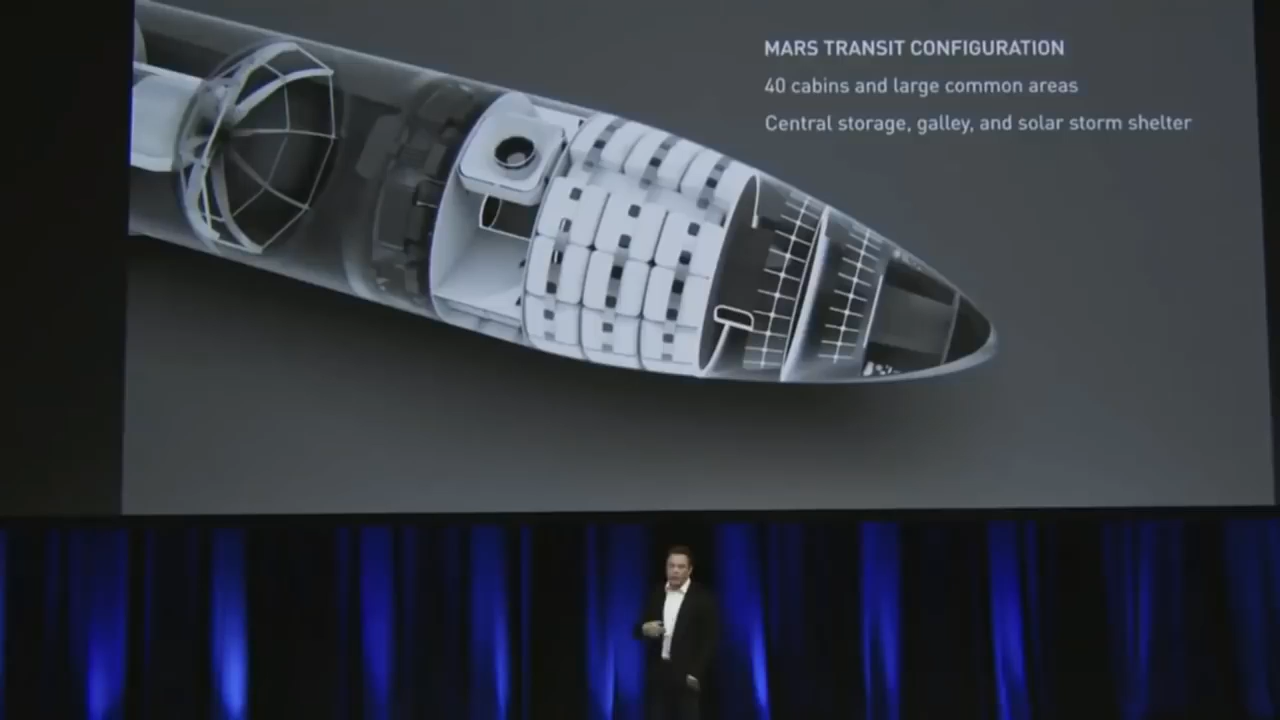 MARS TRANSIT CONFIGURATION
40 cabins and large common areas
Central storage, galley, and solar storm shelter